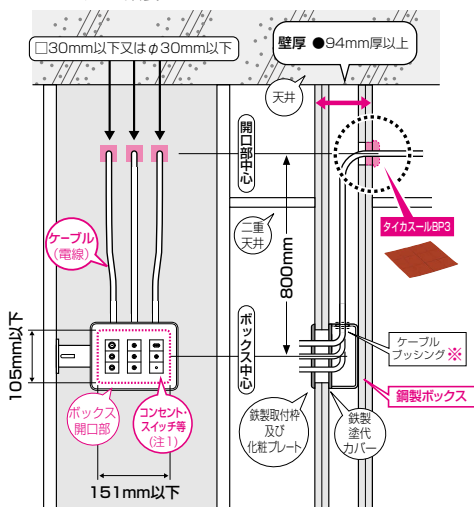 □30mm以下又はφ30mm以下
壁厚 ●94mm厚以上
天井
開口部中心
タイカスールBP3
二重
天井
800mm
ケーブル
(電線)
ボックス中心
ケーブル
ブッシング※
105mm以下
ボックス
開口部
コンセント・
スイッチ等
(注1)
鉄製取付枠
及び
化粧プレート
鉄製
塗代
カバー
鋼製ボックス
151mm以下